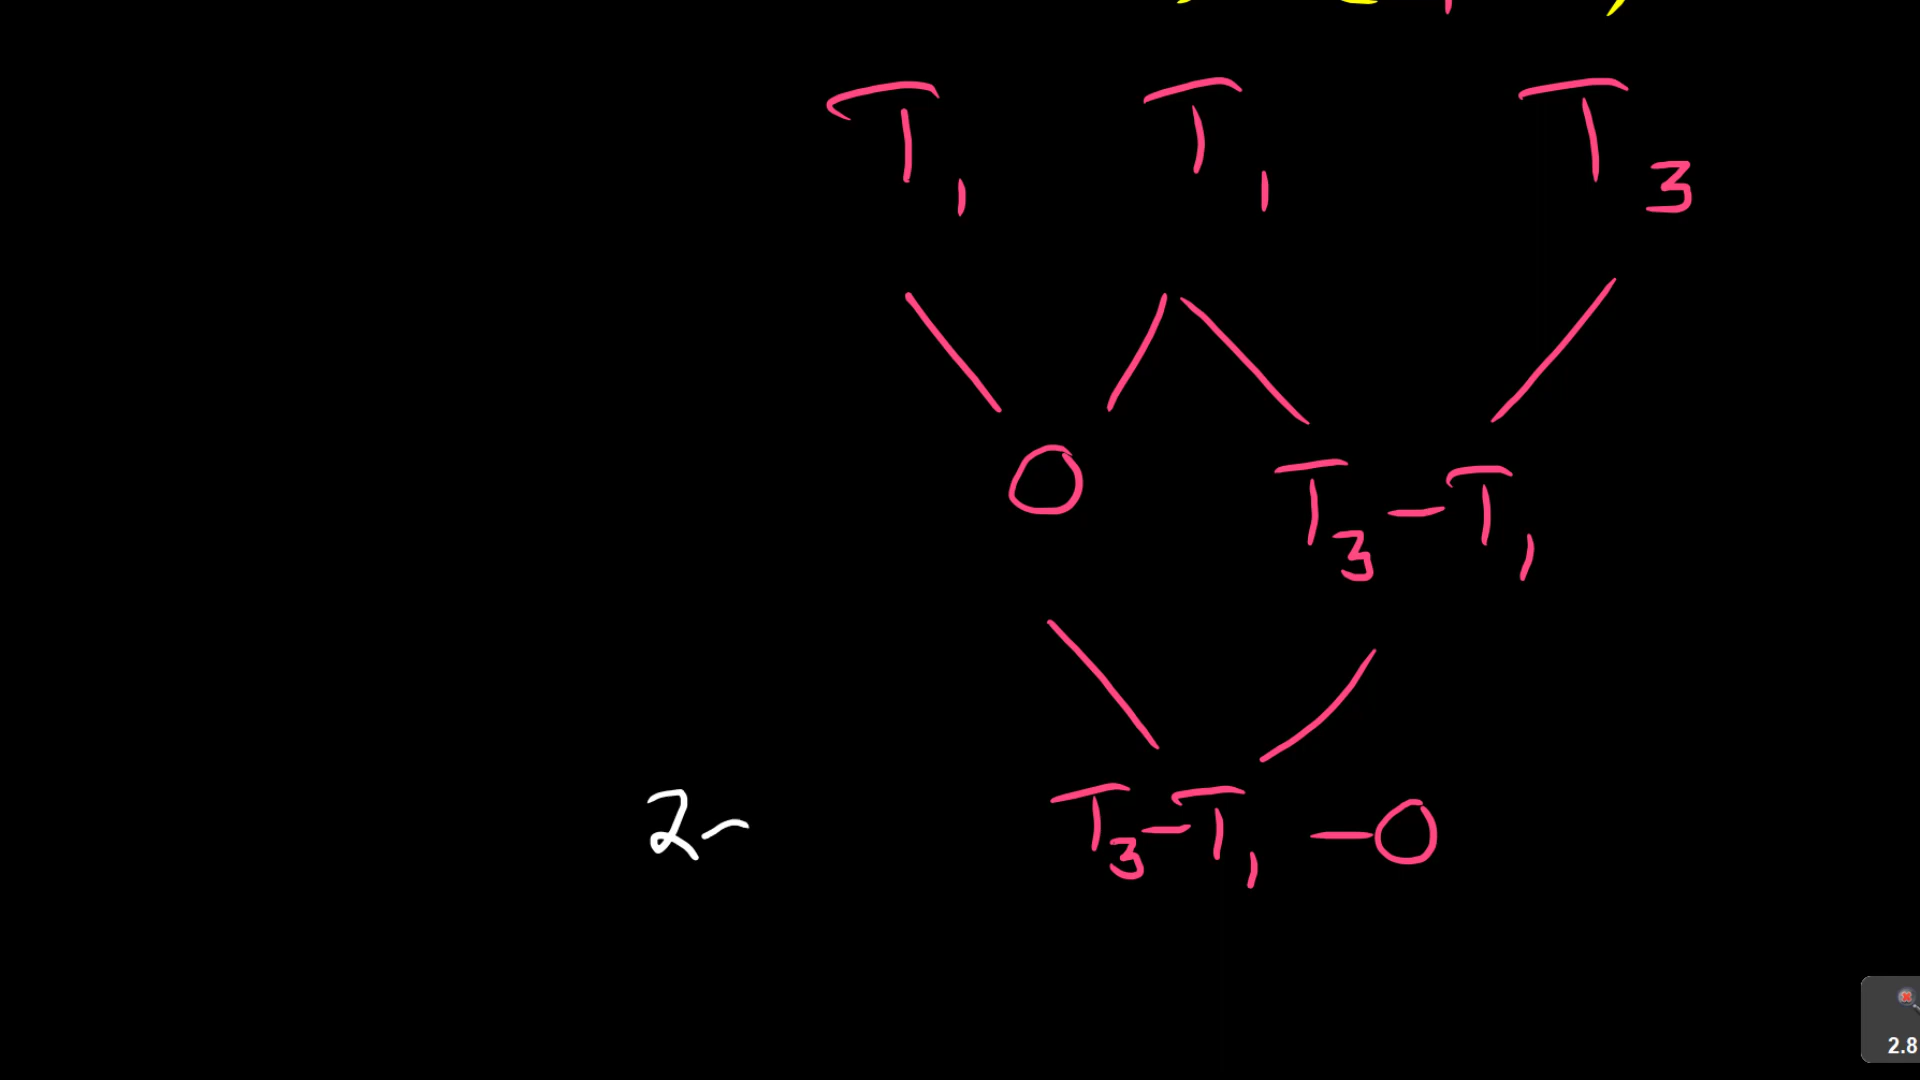 T₁ T₁ T₃
0 T₃ - T₁
2 T₃ - T₁ - 0
2.8